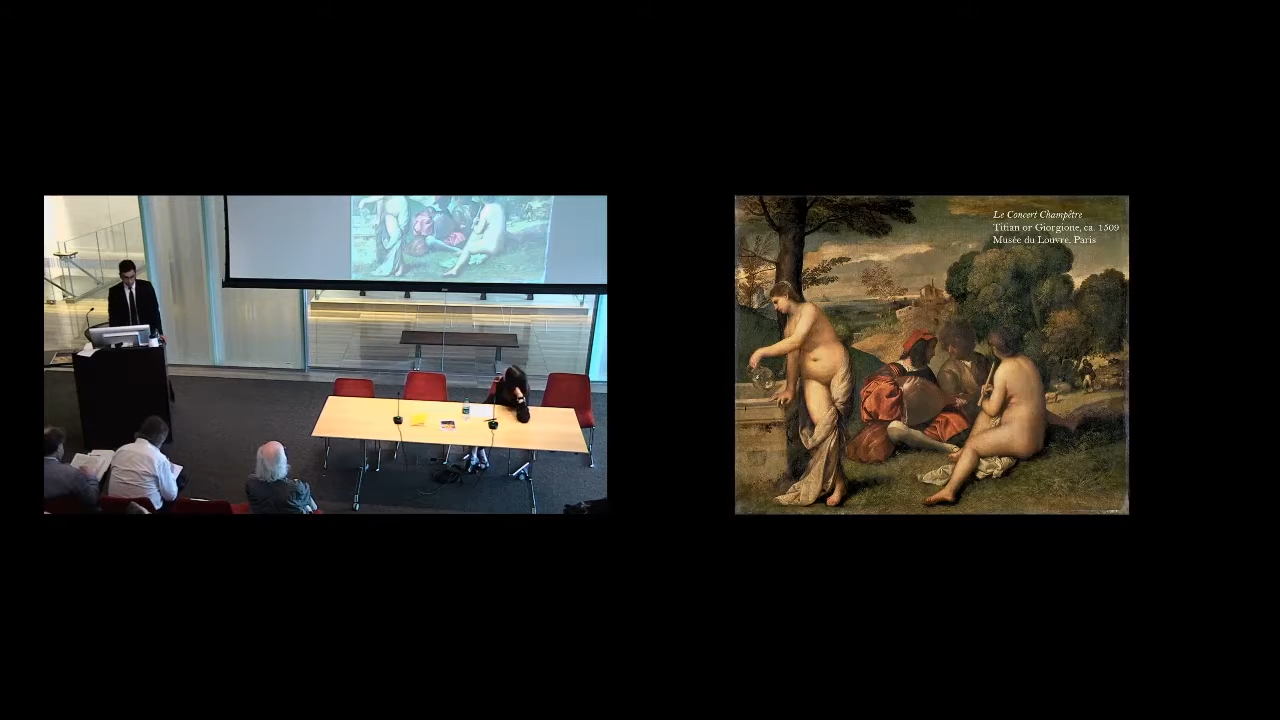 Le Concert Champêtre
Titian or Giorgione, ca. 1509
Musée du Louvre, Paris